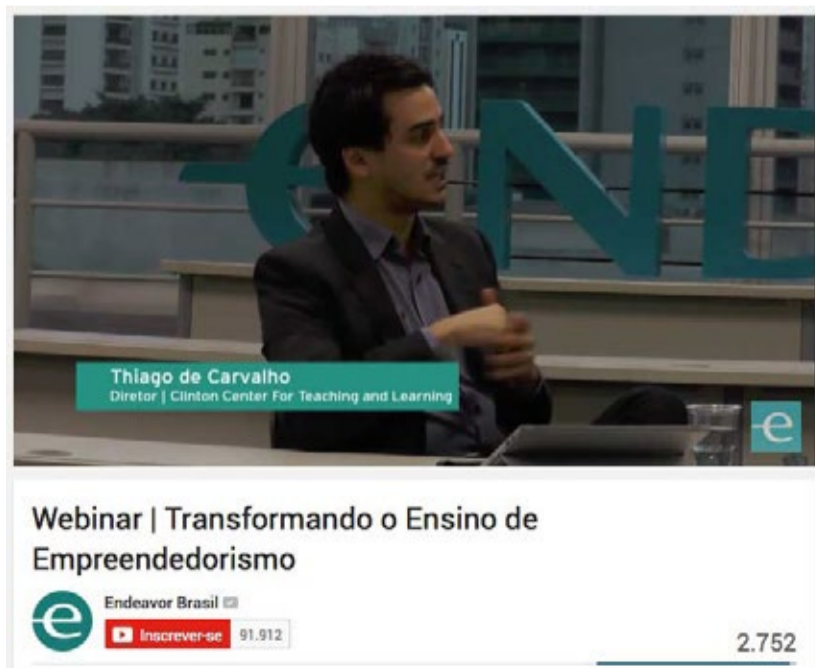 END
Thiago de Carvalho
Diretor | Clinton Center For Teaching and Learning
e
Webinar | Transformando o Ensino de
Empreendedorismo
e
Endeavor Brasil
Inscrever-se 91.912
2.752